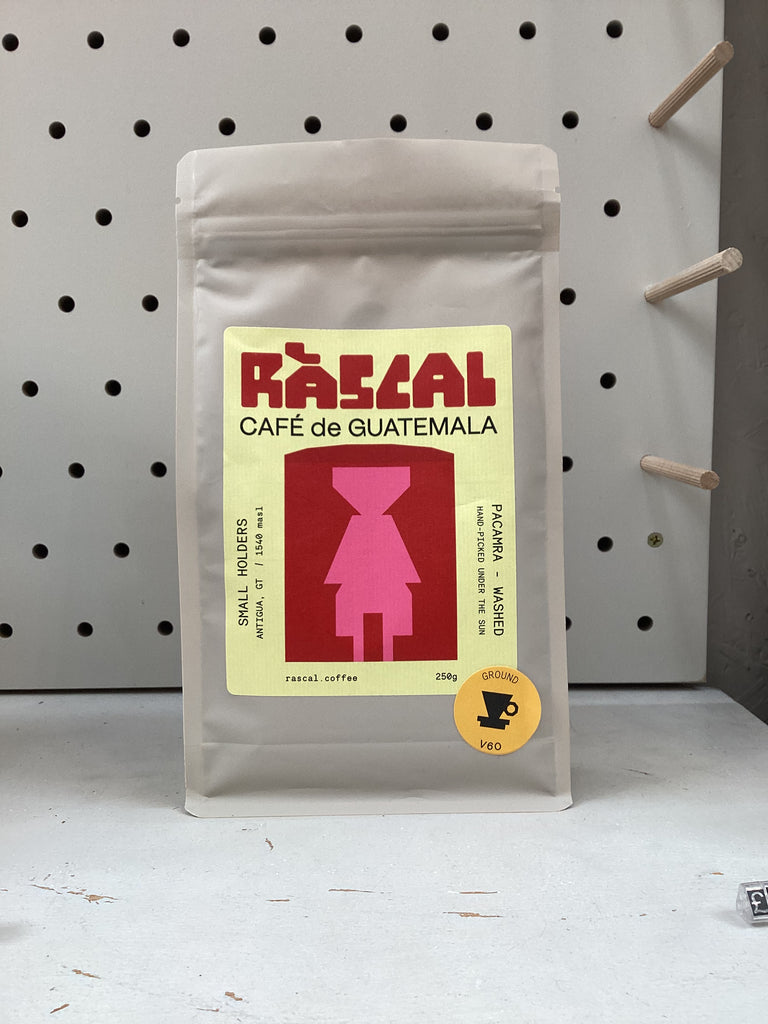 RÀSCAL
CAFÉ de GUATEMALA
SMALL HOLDERS
ANTIGUA, GT / 1540 masl
PACAMRA - WASHED
HAND-PICKED UNDER THE SUN
rascal.coffee
250g
GROUND
V60
£